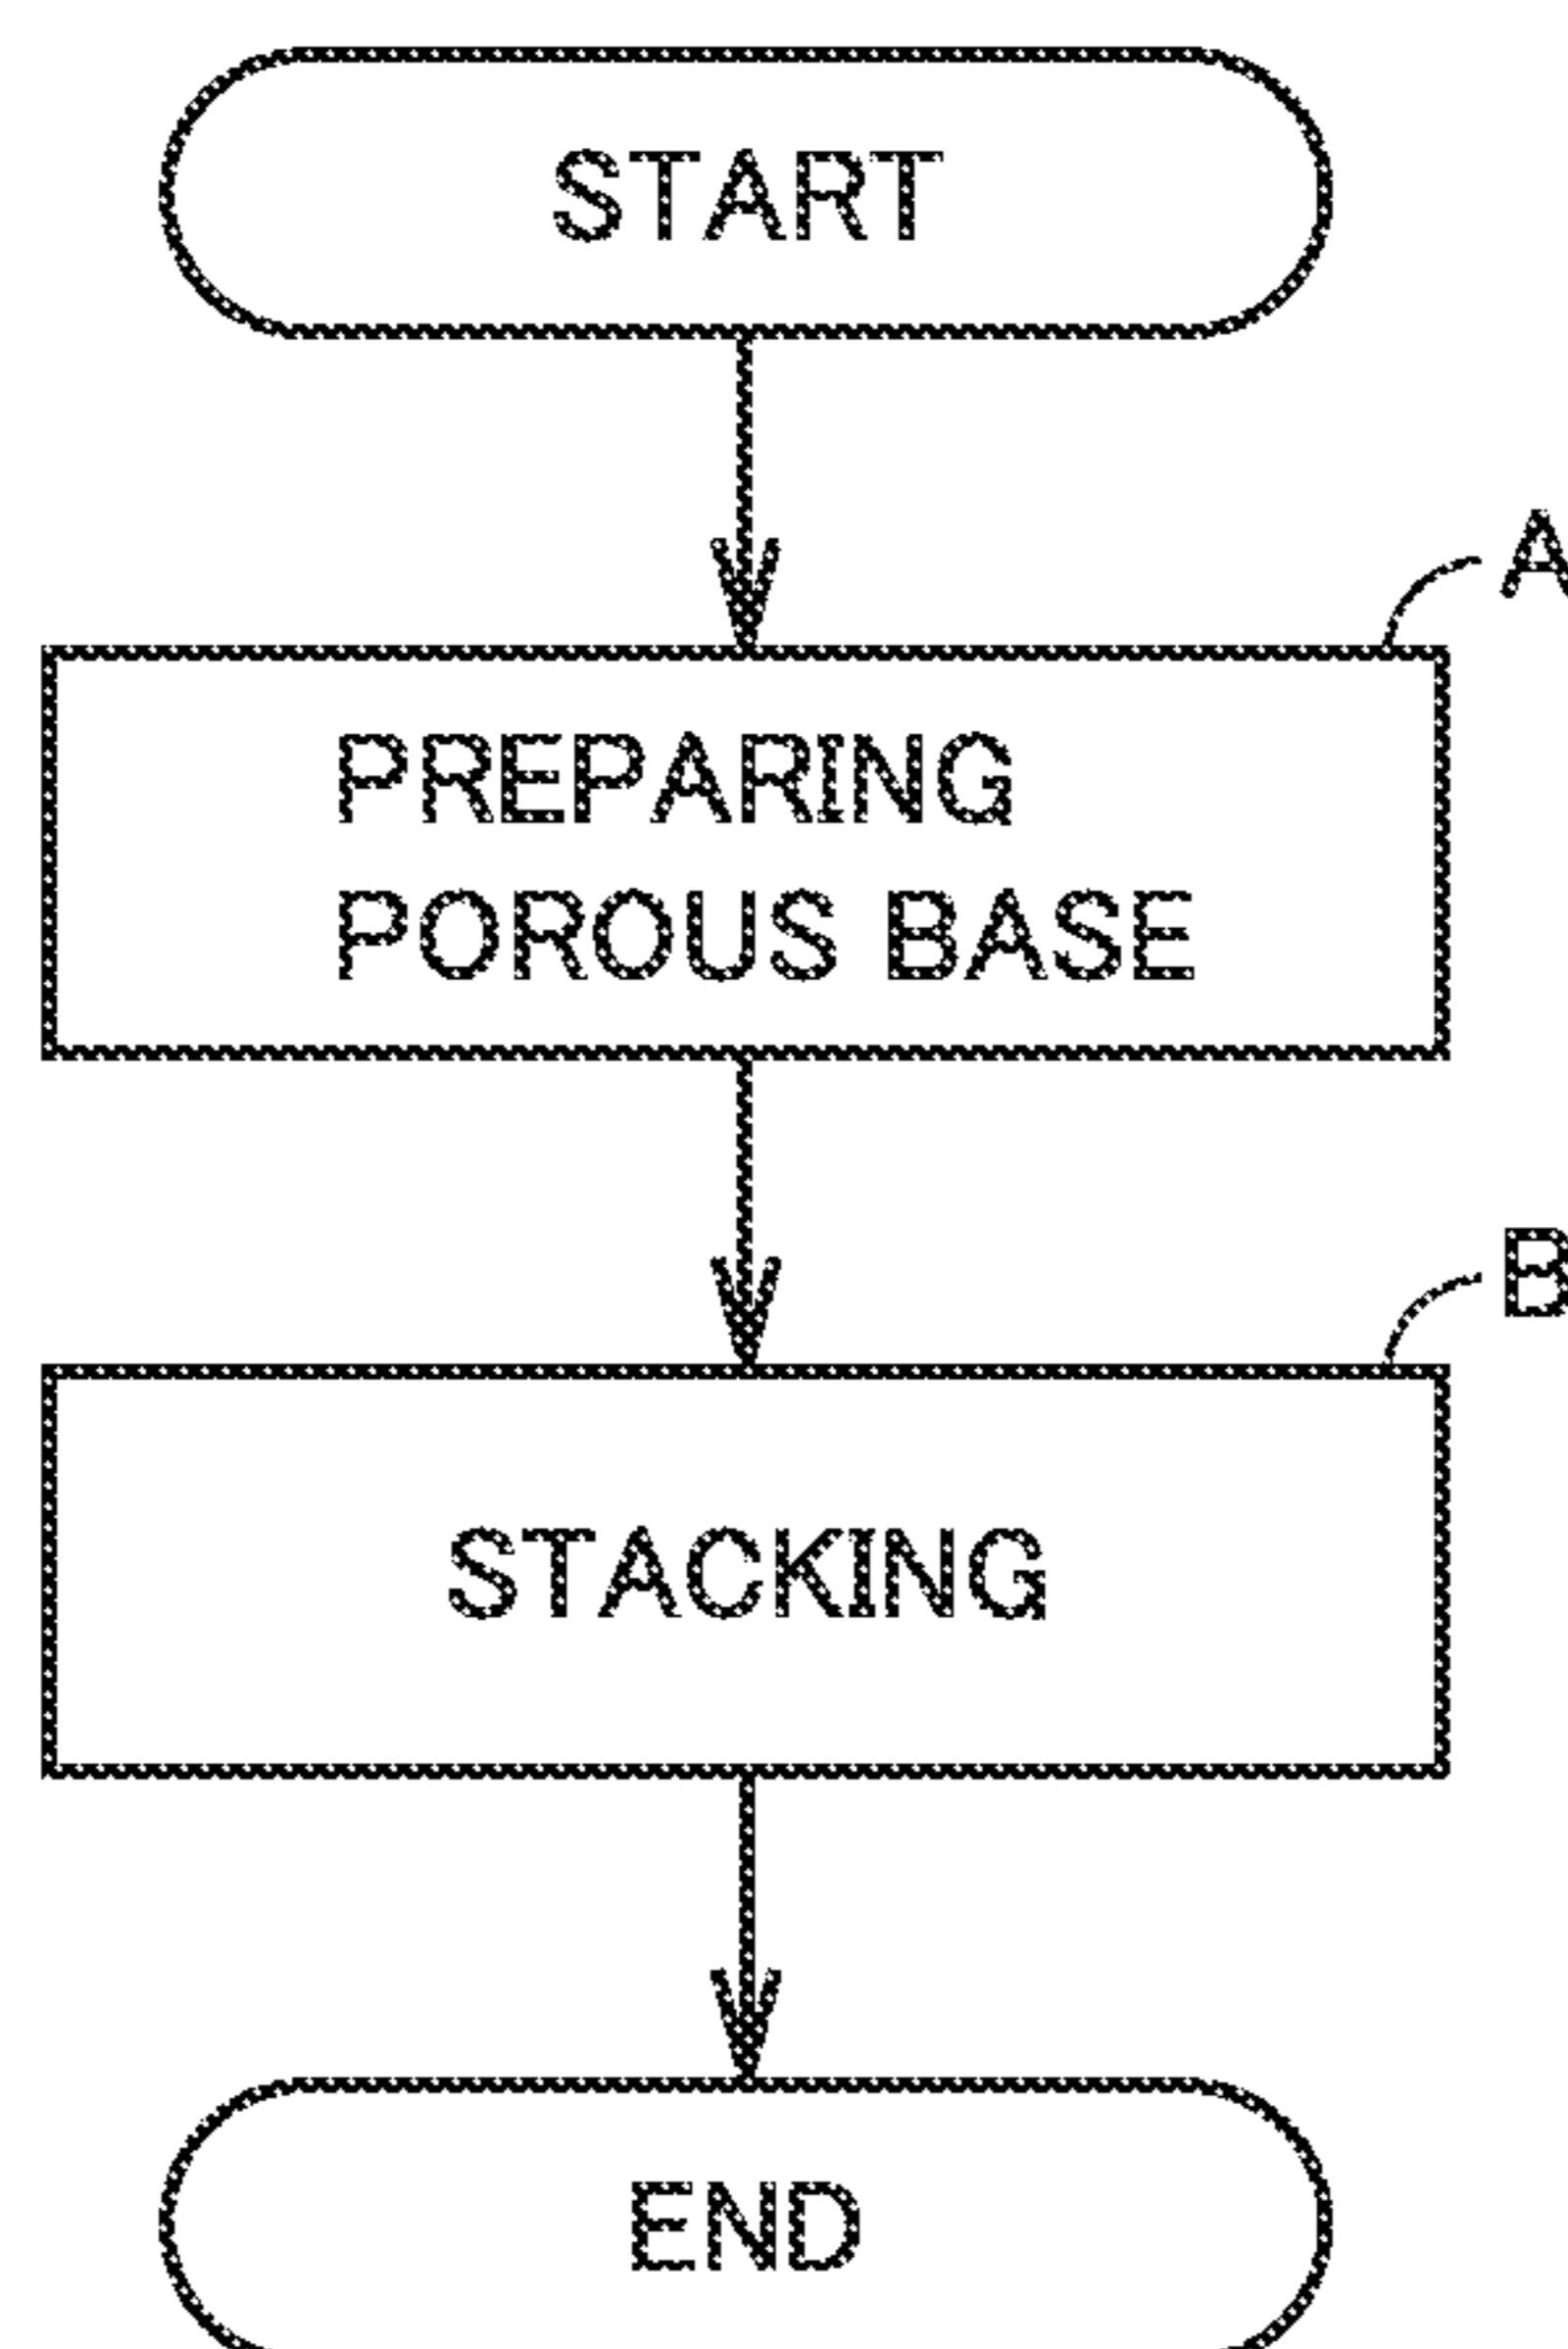 START
A
PREPARING
POROUS BASE
B
STACKING
END